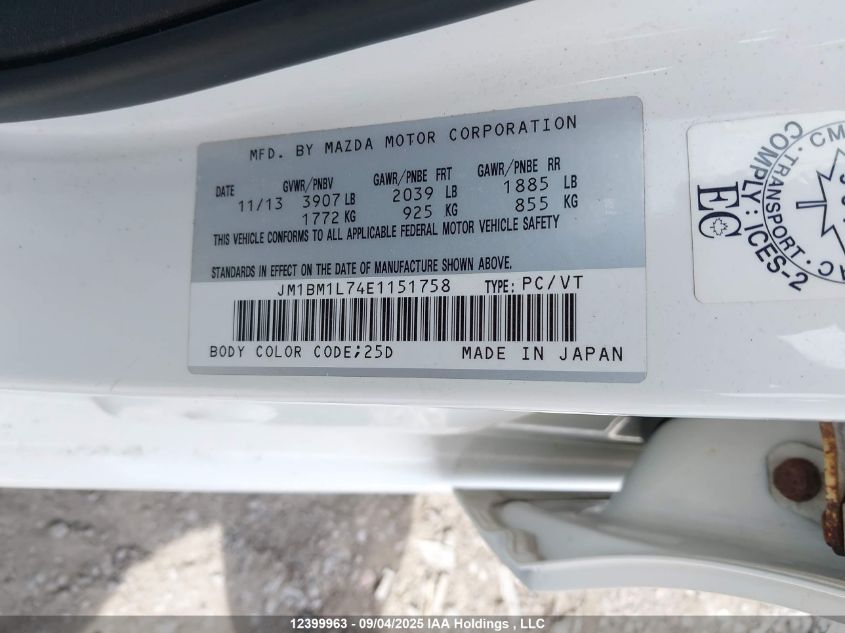 MFD. BY MAZDA MOTOR CORPORATION
DATE GVWR/PNBV GAWR/PNBE FRT GAWR/PNBE RR
11/13 3907 LB 2039 LB 1885 LB
1772 KG 925 KG 855 KG
THIS VEHICLE CONFORMS TO ALL APPLICABLE FEDERAL MOTOR VEHICLE SAFETY
STANDARDS IN EFFECT ON THE DATE OF MANUFACTURE SHOWN ABOVE.
JM1BM1L74E1151758 TYPE: PC/VT
BODY COLOR CODE;25D MADE IN JAPAN
EC
COMPLY: ICES-2
TRANSPORT
12399963 - 09/04/2025 IAA Holdings , LLC